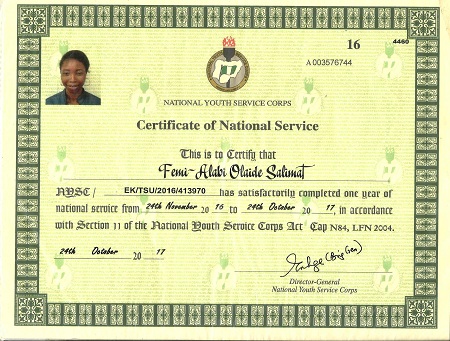 16
4460
A 003576744
NATIONAL YOUTH SERVICE CORPS
Certificate of National Service
This is to Certify that
Femi-Alabi Olaide Salimat
NYSC/ EK/TSU/2016/413970 has satisfactorily completed one year of
national service from 24th November 20 16 to 24th October 20 17, in accordance
with Section 11 of the National Youth Service Corps Act Cap N84, LFN 2004.
24th October 20 17
(Brig Gen)
Director-General
National Youth Service Corps